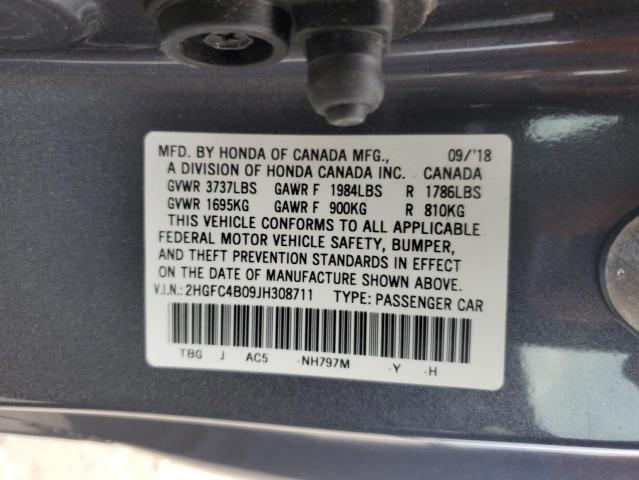 MFD. BY HONDA OF CANADA MFG., 09/'18
A DIVISION OF HONDA CANADA INC. CANADA
GVWR 3737LBS GAWR F 1984LBS R 1786LBS
GVWR 1695KG GAWR F 900KG R 810KG
THIS VEHICLE CONFORMS TO ALL APPLICABLE
FEDERAL MOTOR VEHICLE SAFETY, BUMPER,
AND THEFT PREVENTION STANDARDS IN EFFECT
ON THE DATE OF MANUFACTURE SHOWN ABOVE.
V.I.N.: 2HGFC4B09JH308711 TYPE: PASSENGER CAR
TBG J AC5 -NH797M -Y -H